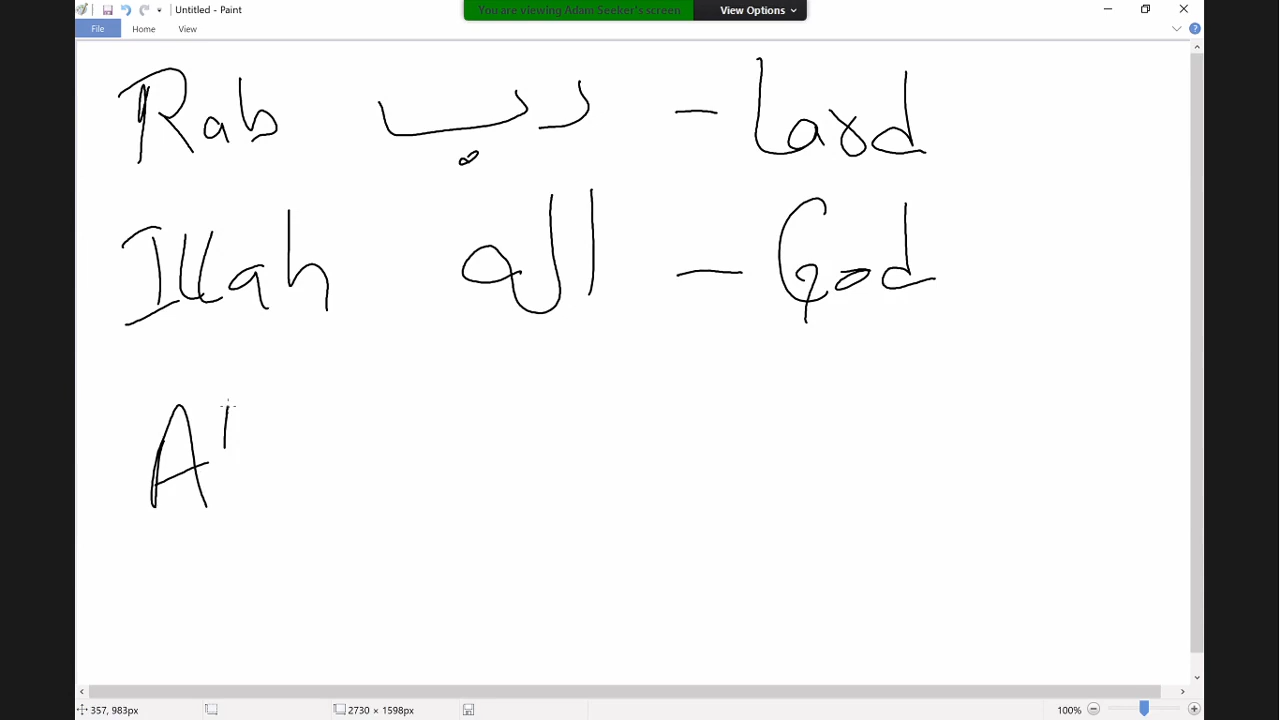 Untitled - Paint
You are viewing Adam Seeker's screen View Options
File Home View
Rab رب - Lord
Illah اله - God
Al
357, 983px 2730 × 1598px 100%